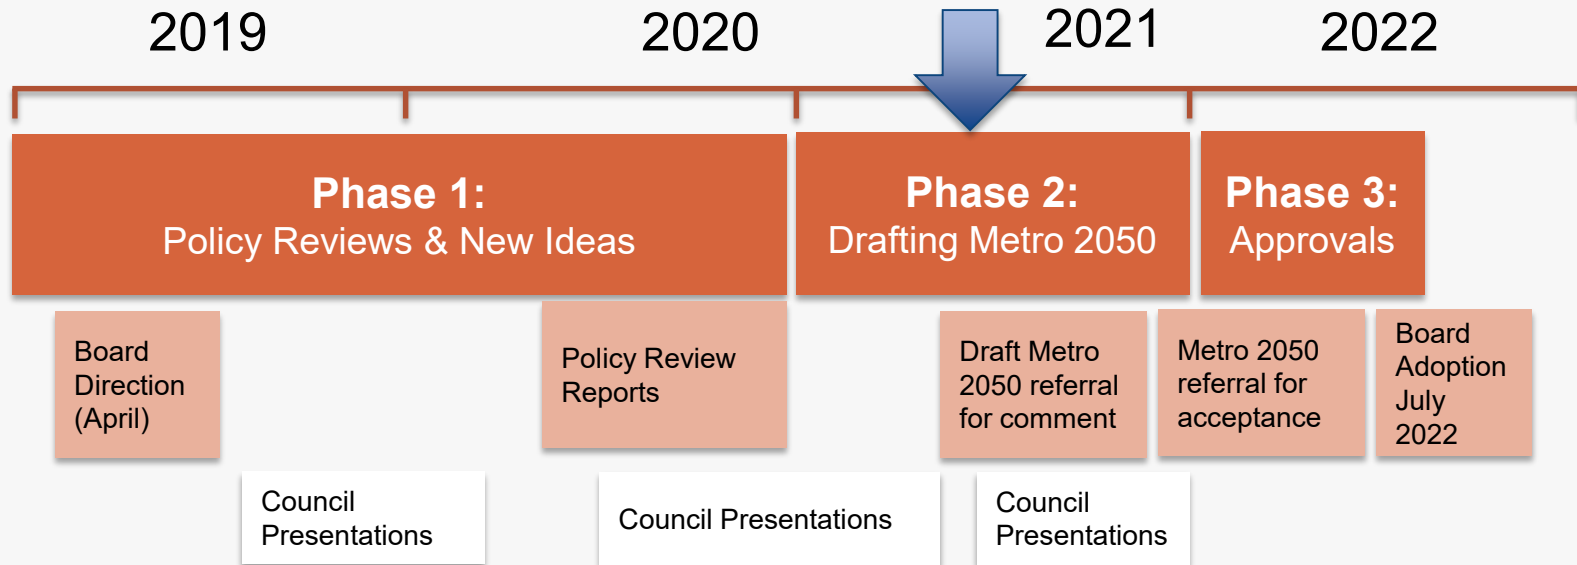 2019
2020
2021
2022
Phase 1:
Policy Reviews & New Ideas
Phase 2:
Drafting Metro 2050
Phase 3:
Approvals
Board
Direction
(April)
Policy Review
Reports
Draft Metro
2050 referral
for comment
Metro 2050
referral for
acceptance
Board
Adoption
July
2022
Council
Presentations
Council Presentations
Council
Presentations